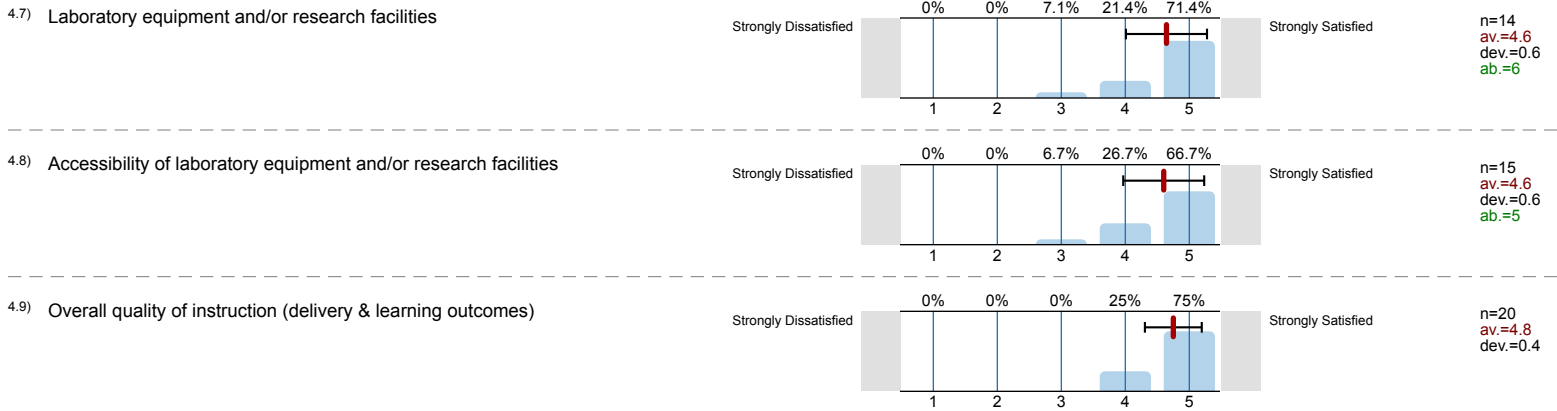 4.7) Laboratory equipment and/or research facilities
0% 0% 7.1% 21.4% 71.4%
Strongly Dissatisfied
Strongly Satisfied
n=14
av.=4.6
dev.=0.6
ab.=6
1 2 3 4 5
4.8) Accessibility of laboratory equipment and/or research facilities
0% 0% 6.7% 26.7% 66.7%
Strongly Dissatisfied
Strongly Satisfied
n=15
av.=4.6
dev.=0.6
ab.=5
1 2 3 4 5
4.9) Overall quality of instruction (delivery & learning outcomes)
0% 0% 0% 25% 75%
Strongly Dissatisfied
Strongly Satisfied
n=20
av.=4.8
dev.=0.4
1 2 3 4 5